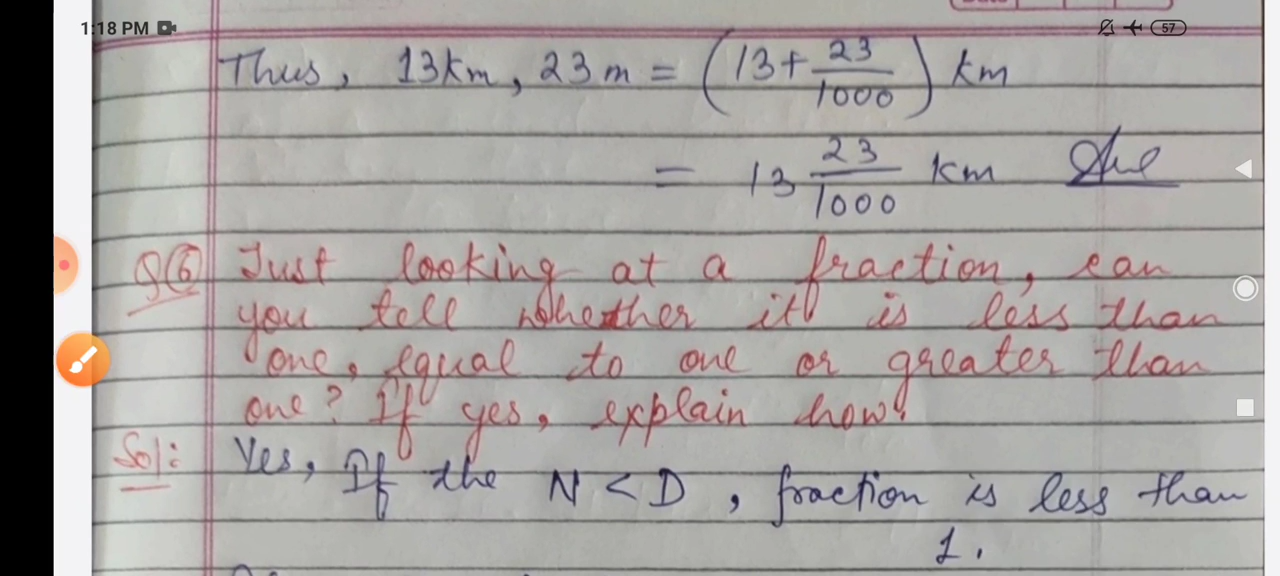 1:18 PM
57
Thus, 13km, 23m = (13 + 23/1000) km
= 13 23/1000 km Ans
Q6 Just looking at a fraction, can
you tell whether it is less than
one, equal to one or greater than
one? If yes, explain how.
Sol: Yes, If the N < D, fraction is less than
1.